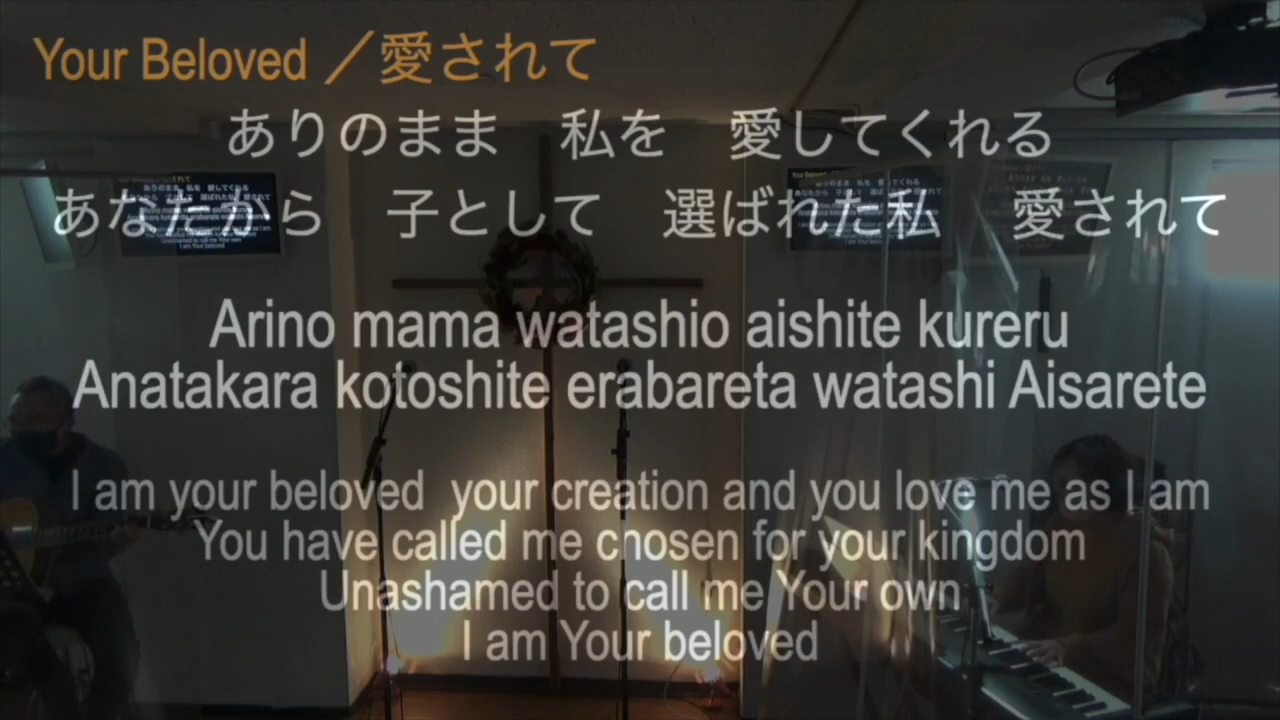 Your Beloved ／愛されて
ありのまま　私を　愛してくれる
あなたから　子として　選ばれた私　愛されて
Arino mama watashio aishite kureru
Anatakara kotoshite erabareta watashi Aisarete
I am your beloved  your creation and you love me as I am
You have called me chosen for your kingdom
Unashamed to call me Your own
I am Your beloved